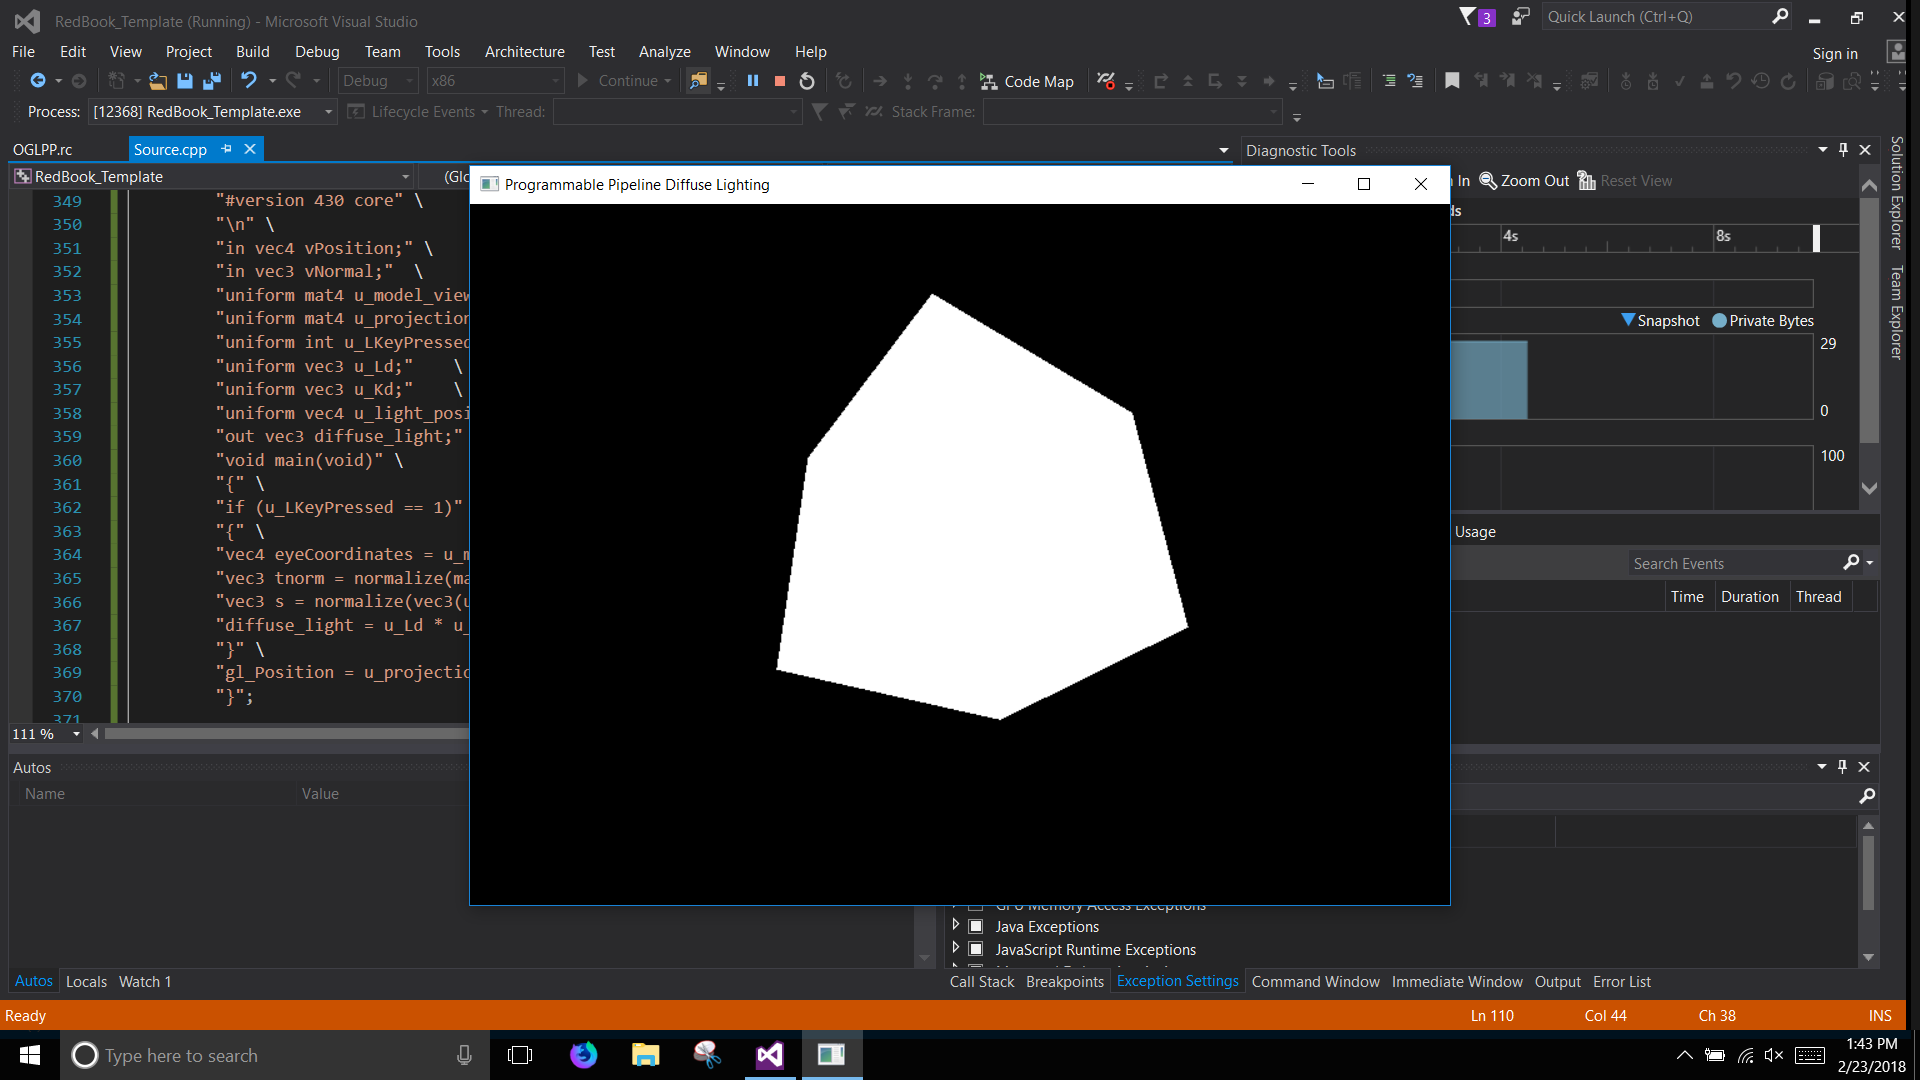 RedBook_Template (Running) - Microsoft Visual Studio
3
Quick Launch (Ctrl+Q)
File Edit View Project Build Debug Team Tools Architecture Test Analyze Window Help
Sign in
Debug x86 Continue Code Map
Process: [12368] RedBook_Template.exe Lifecycle Events Thread: Stack Frame:
OGLPP.rc Source.cpp
Diagnostic Tools
RedBook_Template (Glo
Programmable Pipeline Diffuse Lighting
In Zoom Out Reset View
ds
4s 8s
Snapshot Private Bytes
29
0
100
Usage
Search Events
Time Duration Thread
Solution Explorer
Team Explorer
349 "#version 430 core" \
350 "\n" \
351 "in vec4 vPosition;" \
352 "in vec3 vNormal;" \
353 "uniform mat4 u_model_view
354 "uniform mat4 u_projection
355 "uniform int u_LKeyPressed
356 "uniform vec3 u_Ld;" \
357 "uniform vec3 u_Kd;" \
358 "uniform vec4 u_light_posi
359 "out vec3 diffuse_light;"
360 "void main(void)" \
361 "{" \
362 "if (u_LKeyPressed == 1)"
363 "{" \
364 "vec4 eyeCoordinates = u_m
365 "vec3 tnorm = normalize(ma
366 "vec3 s = normalize(vec3(u
367 "diffuse_light = u_Ld * u_
368 "}" \
369 "gl_Position = u_projectio
370 "}";
371
111 %
Autos
Name Value
GPU Memory Access Exceptions
Java Exceptions
JavaScript Runtime Exceptions
Autos Locals Watch 1
Call Stack Breakpoints Exception Settings Command Window Immediate Window Output Error List
Ready
Ln 110 Col 44 Ch 38 INS
Type here to search
1:43 PM
2/23/2018